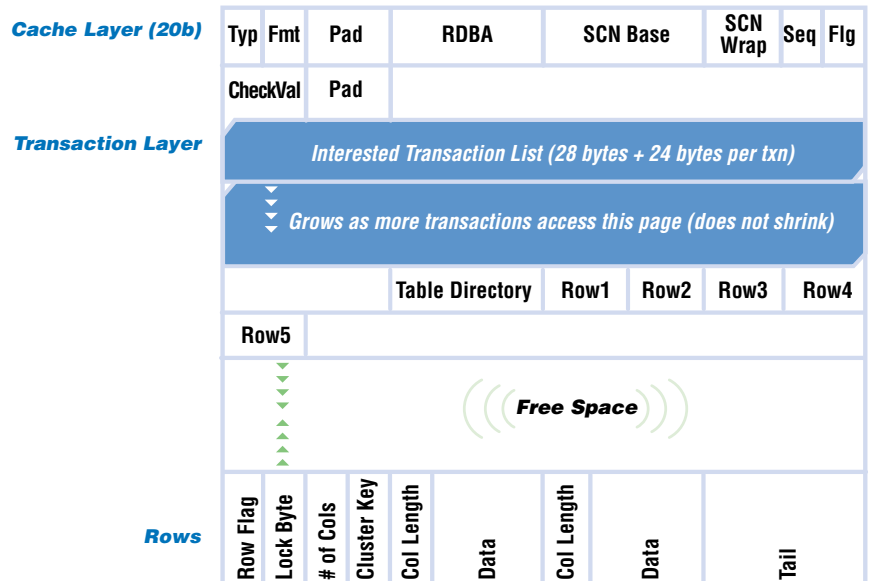 Cache Layer (20b) Typ Fmt Pad RDBA SCN Base SCN Wrap Seq Flg
CheckVal Pad
Transaction Layer
Interested Transaction List (28 bytes + 24 bytes per txn)
Grows as more transactions access this page (does not shrink)
Table Directory Row1 Row2 Row3 Row4
Row5
Free Space
Rows Row Flag Lock Byte # of Cols Cluster Key Col Length Data Col Length Data Tail